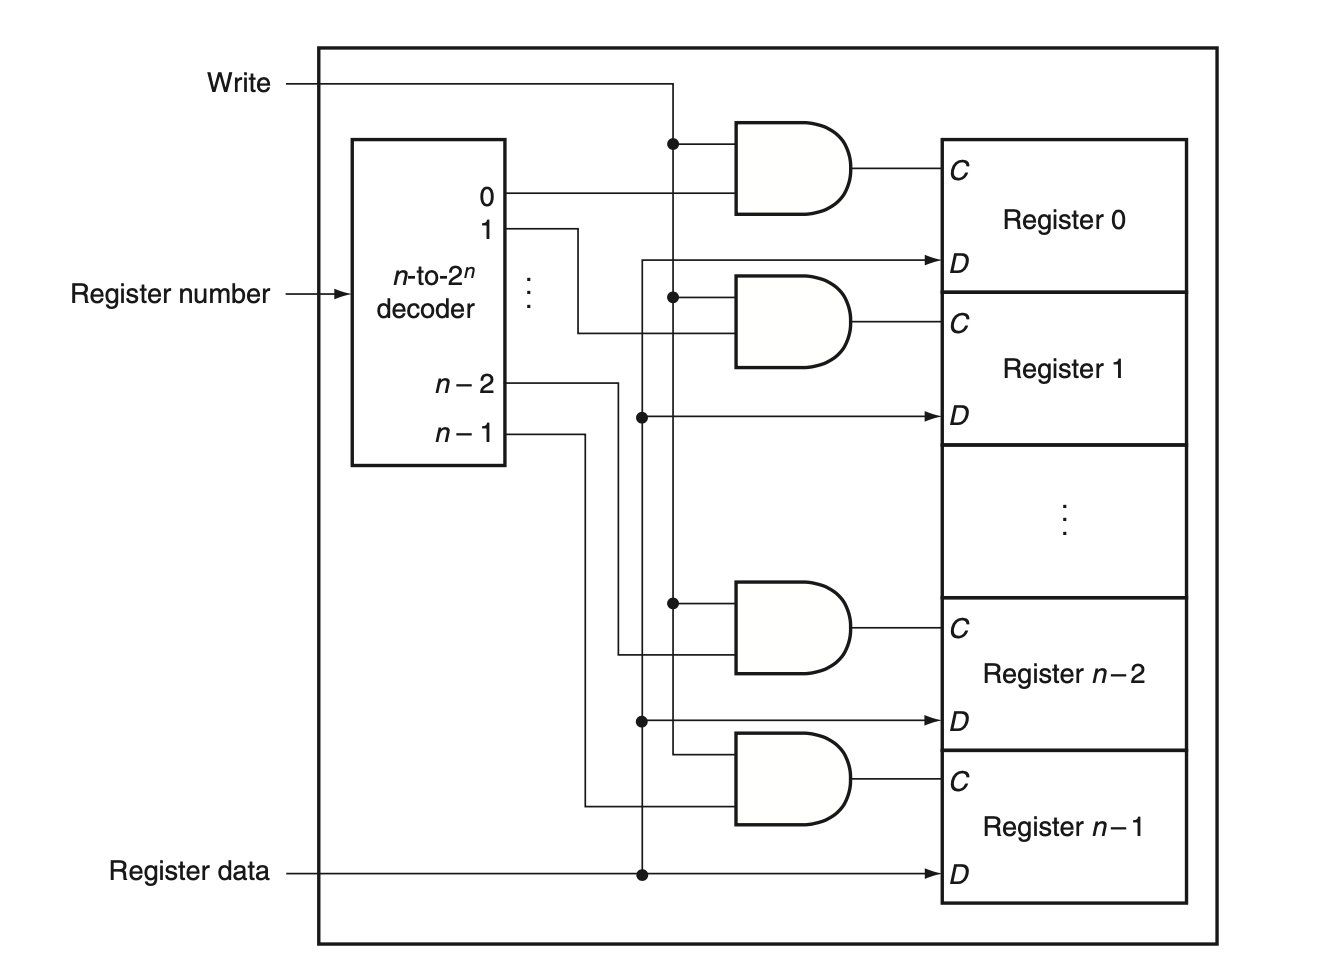 Write
0
1
n-to-2ⁿ
decoder
⋮
n – 2
n – 1
Register number
Register data
C
Register 0
D
C
Register 1
D
⋮
C
Register n – 2
D
C
Register n – 1
D